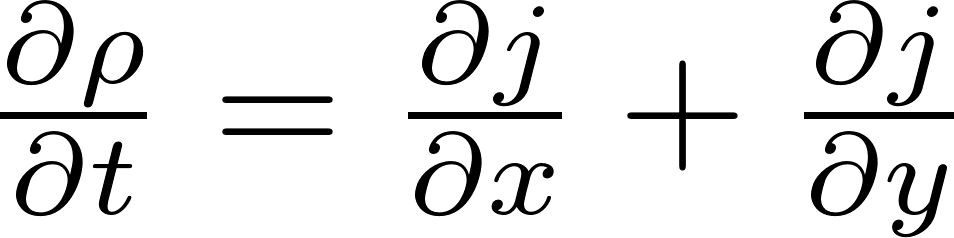 ∂ρ/∂t = ∂j/∂x + ∂j/∂y